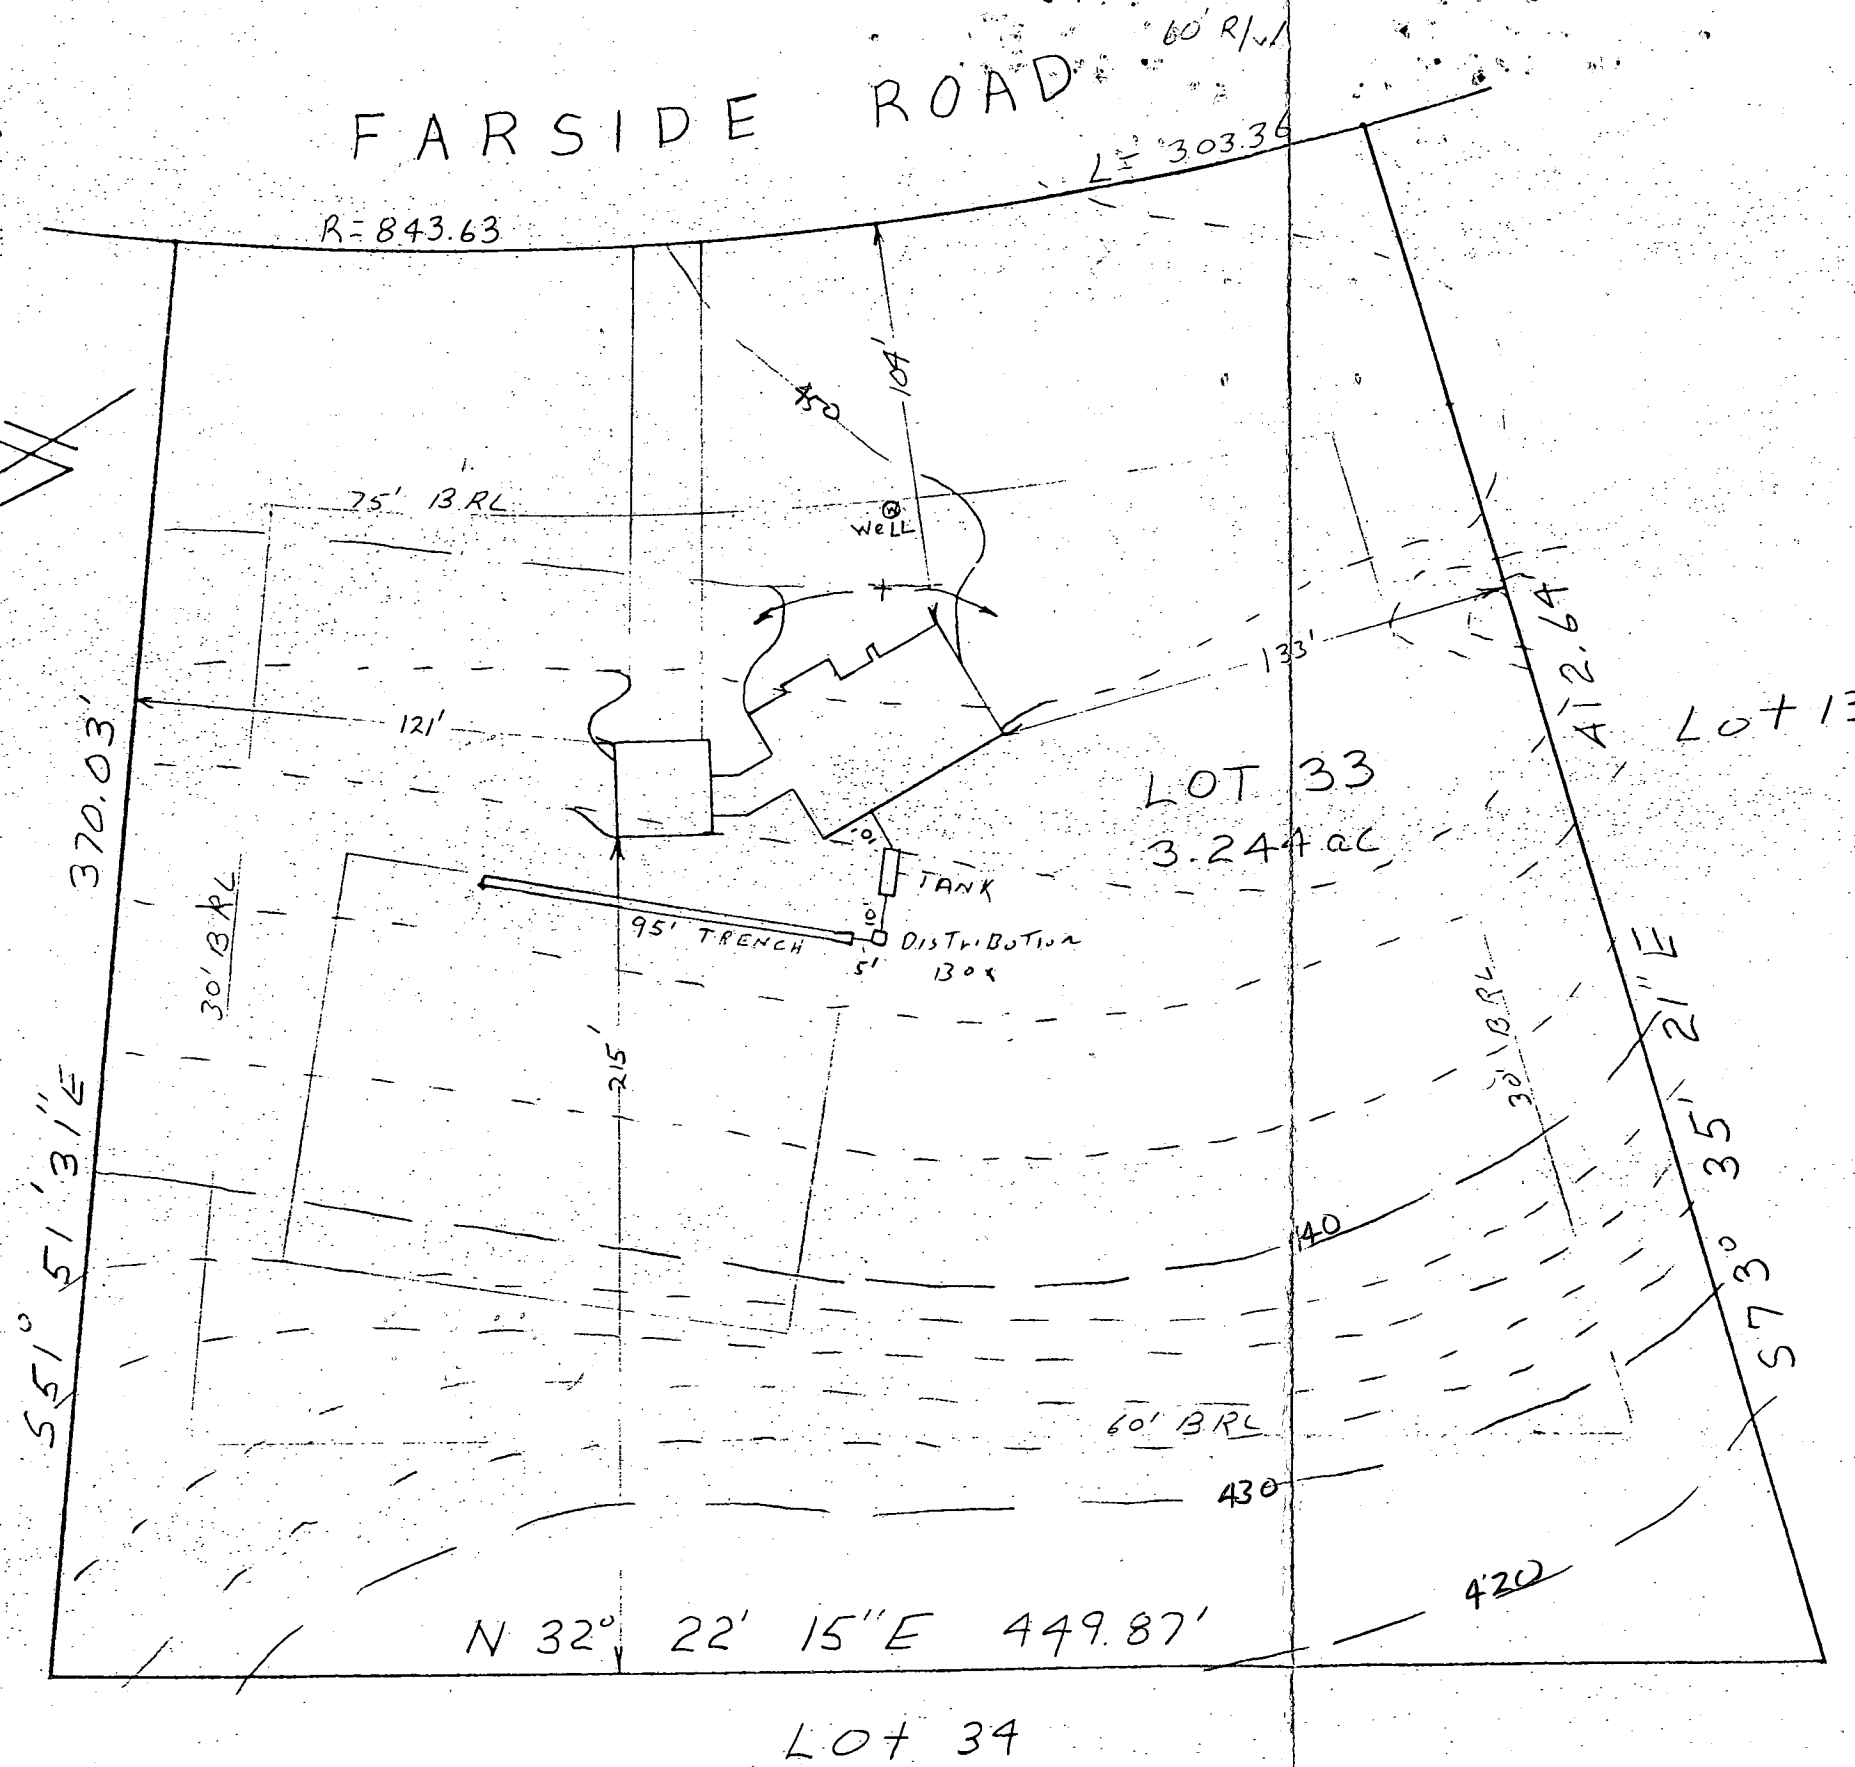 60' R/W
FARSIDE ROAD
L= 303.36
R= 843.63
104'
450
75' BRL
W
WELL
133'
121'
370.03'
412.64'
LOT 13
LOT 33
3.244 ac
10'
TANK
30' BRL
95' TRENCH
10'
5'
DISTRIBUTION
BOX
215'
30' BRL
S 51° 51' 31" E
S 73° 35' 21" E
440
60' BRL
430
420
N 32° 22' 15" E 449.87'
LOT 34